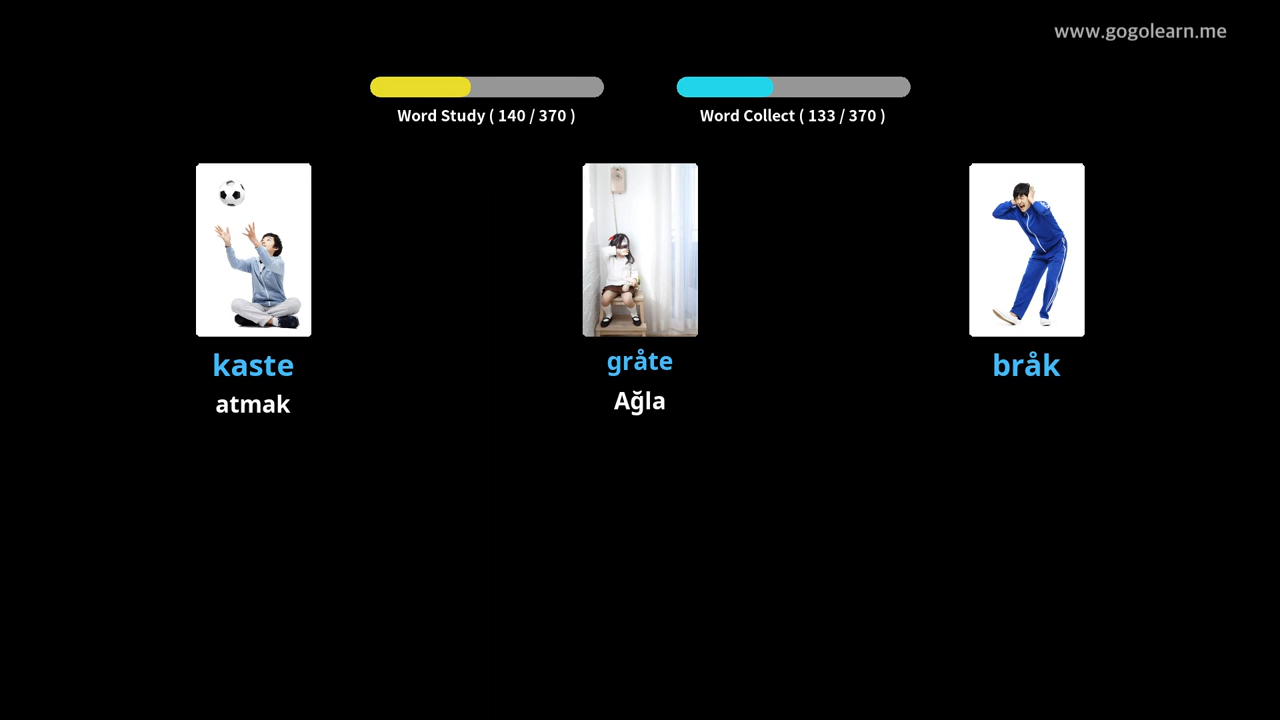 www.gogolearn.me
Word Study ( 140 / 370 )
Word Collect ( 133 / 370 )
kaste
atmak
gråte
Ağla
bråk